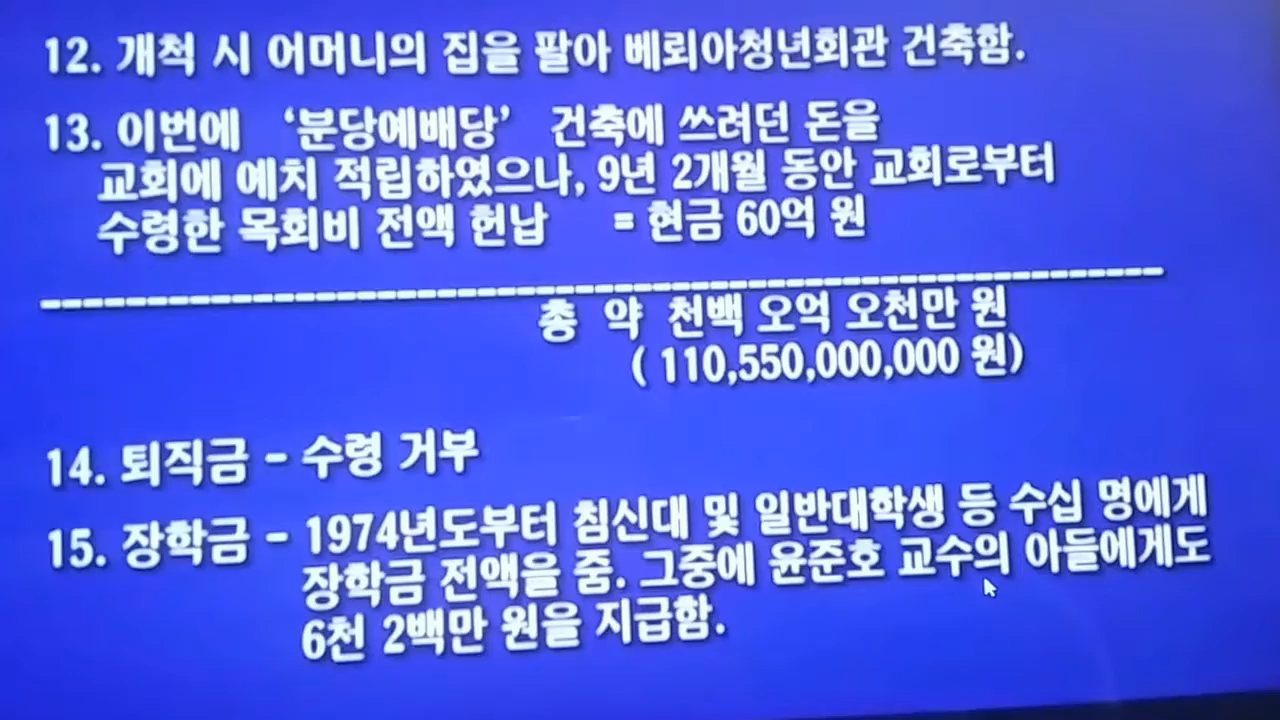 12. 개척 시 어머니의 집을 팔아 베뢰아청년회관 건축함.
13. 이번에 '분당예배당' 건축에 쓰려던 돈을
교회에 예치 적립하였으나, 9년 2개월 동안 교회로부터
수령한 목회비 전액 헌납 = 현금 60억 원
총 약 천백 오억 오천만 원
( 110,550,000,000 원)
14. 퇴직금 - 수령 거부
15. 장학금 - 1974년도부터 침신대 및 일반대학생 등 수십 명에게
장학금 전액을 줌. 그중에 윤준호 교수의 아들에게도
6천 2백만 원을 지급함.